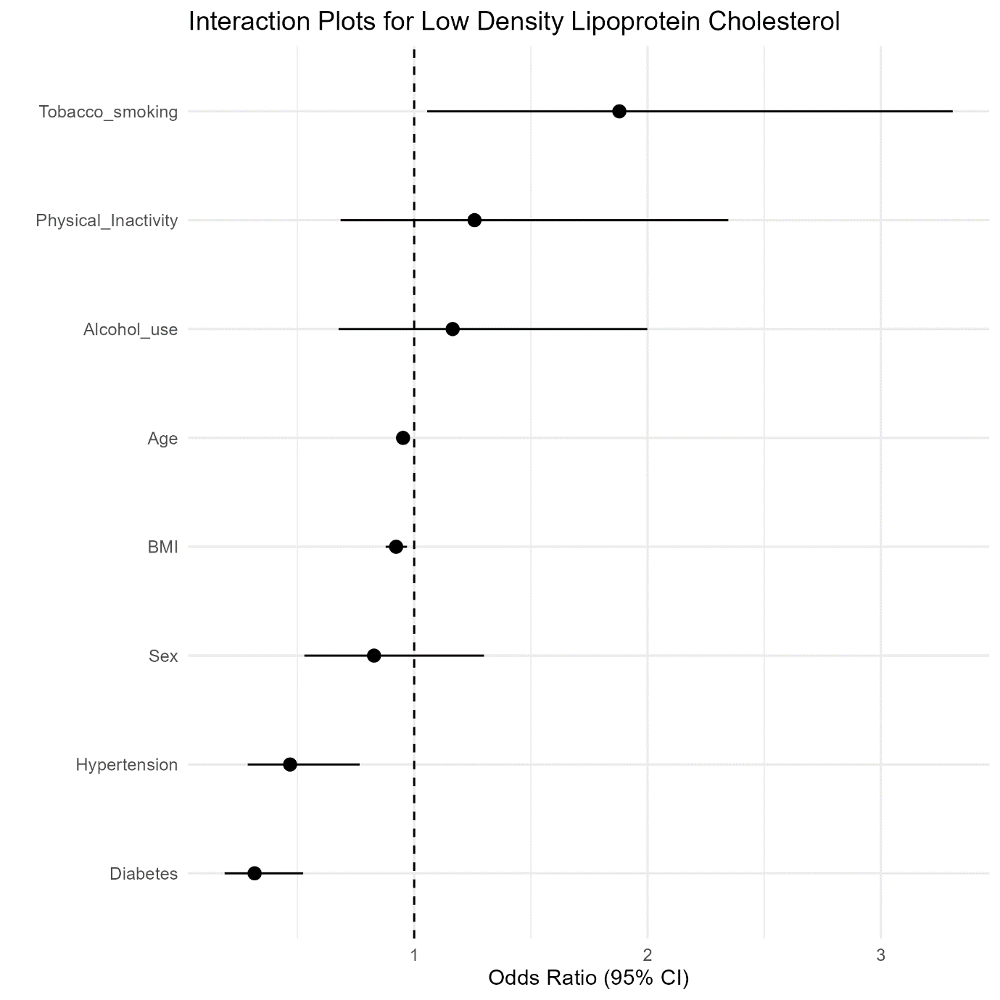 Interaction Plots for Low Density Lipoprotein Cholesterol
Tobacco_smoking
Physical_Inactivity
Alcohol_use
Age
BMI
Sex
Hypertension
Diabetes
1 2 3
Odds Ratio (95% CI)